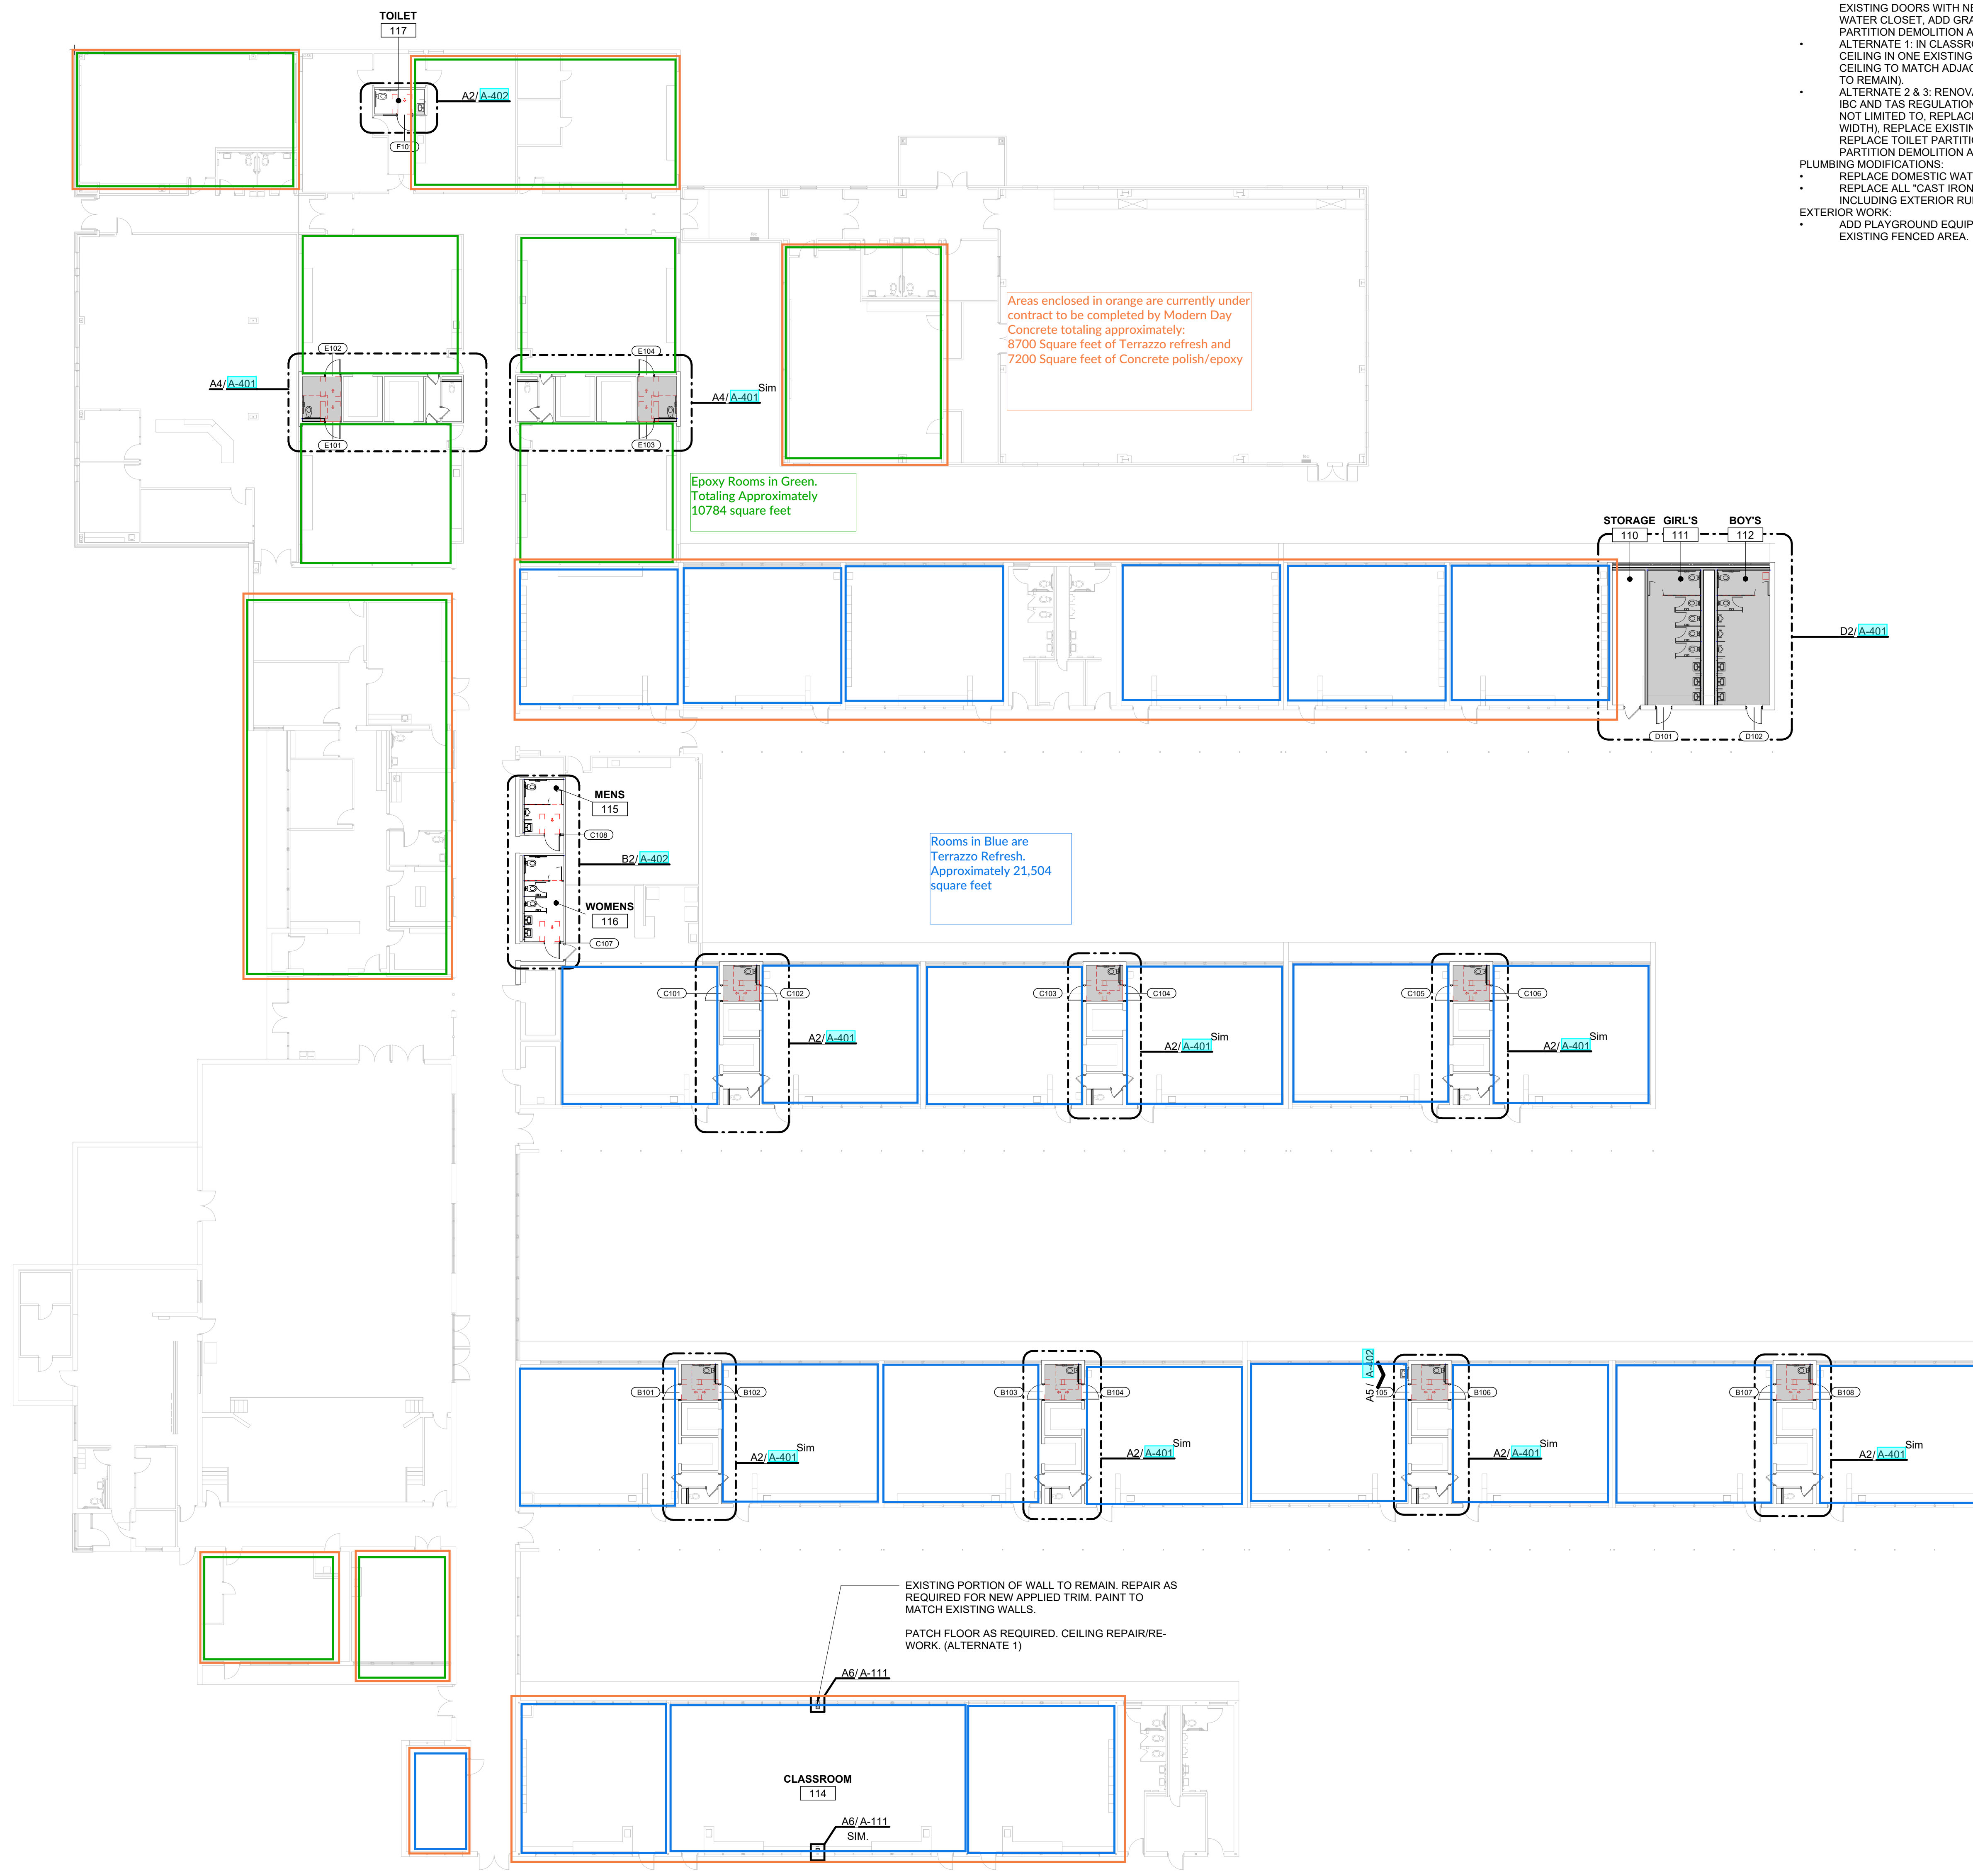 EXISTING DOORS WITH NE
WATER CLOSET, ADD GRA
PARTITION DEMOLITION A
• ALTERNATE 1: IN CLASSRO
CEILING IN ONE EXISTING
CEILING TO MATCH ADJAC
TO REMAIN).
• ALTERNATE 2 & 3: RENOVA
IBC AND TAS REGULATION
NOT LIMITED TO, REPLACE
WIDTH), REPLACE EXISTIN
REPLACE TOILET PARTITIO
PARTITION DEMOLITION A
PLUMBING MODIFICATIONS:
• REPLACE DOMESTIC WAT
• REPLACE ALL "CAST IRON
INCLUDING EXTERIOR RU
EXTERIOR WORK:
• ADD PLAYGROUND EQUIP
EXISTING FENCED AREA.
TOILET
117
A2/ A-402
F10
Areas enclosed in orange are currently under
contract to be completed by Modern Day
Concrete totaling approximately:
8700 Square feet of Terrazzo refresh and
7200 Square feet of Concrete polish/epoxy
E102
E104
A4/ A-401
A4/ A-401 Sim
E101
E103
Epoxy Rooms in Green.
Totaling Approximately
10784 square feet
STORAGE GIRL'S BOY'S
110 111 112
D2/ A-401
D101
D102
MENS
115
C108
B2/ A-402
WOMENS
116
C107
Rooms in Blue are
Terrazzo Refresh.
Approximately 21,504
square feet
C101
C102
C103
C104
C105
C106
A2/ A-401
A2/ A-401 Sim
A2/ A-401 Sim
A5 / A-402
B101
B102
B103
B104
105
B106
B107
B108
A2/ A-401 Sim
A2/ A-401 Sim
A2/ A-401 Sim
A2/ A-401 Sim
EXISTING PORTION OF WALL TO REMAIN. REPAIR AS
REQUIRED FOR NEW APPLIED TRIM. PAINT TO
MATCH EXISTING WALLS.
PATCH FLOOR AS REQUIRED. CEILING REPAIR/RE-
WORK. (ALTERNATE 1)
A6/ A-111
CLASSROOM
114
A6/ A-111
SIM.